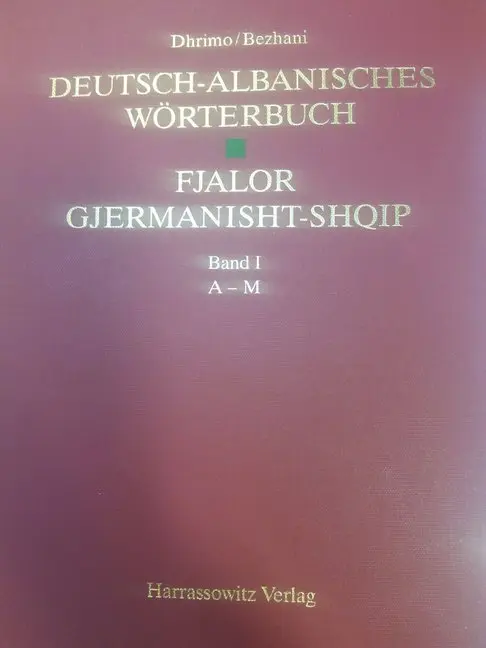 Dhrimo/Bezhani
DEUTSCH-ALBANISCHES
WÖRTERBUCH
FJALOR
GJERMANISHT-SHQIP
Band I
A – M
Harrassowitz Verlag